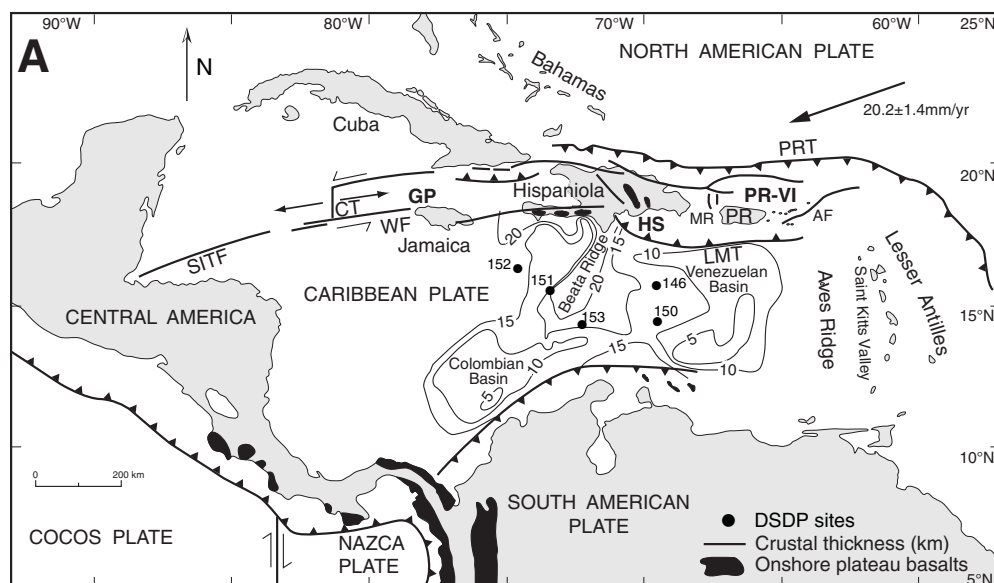 90°W
80°W
70°W
60°W
25°N
A
N
NORTH AMERICAN PLATE
Bahamas
20.2±1.4mm/yr
Cuba
PRT
20°N
GP
Hispaniola
PR-VI
CT
MR
PR
AF
WF
HS
Jamaica
SITF
20
15
LMT
10
Venezuelan
Basin
152
151
Beata Ridge
20
146
CARIBBEAN PLATE
CENTRAL AMERICA
153
150
15
15
5
10
10
Colombian
Basin
5
Aves Ridge
Saint Kitts Valley
Lesser Antilles
15°N
10°N
0
200 km
SOUTH AMERICAN
PLATE
COCOS PLATE
NAZCA
PLATE
DSDP sites
Crustal thickness (km)
Onshore plateau basalts
5°N